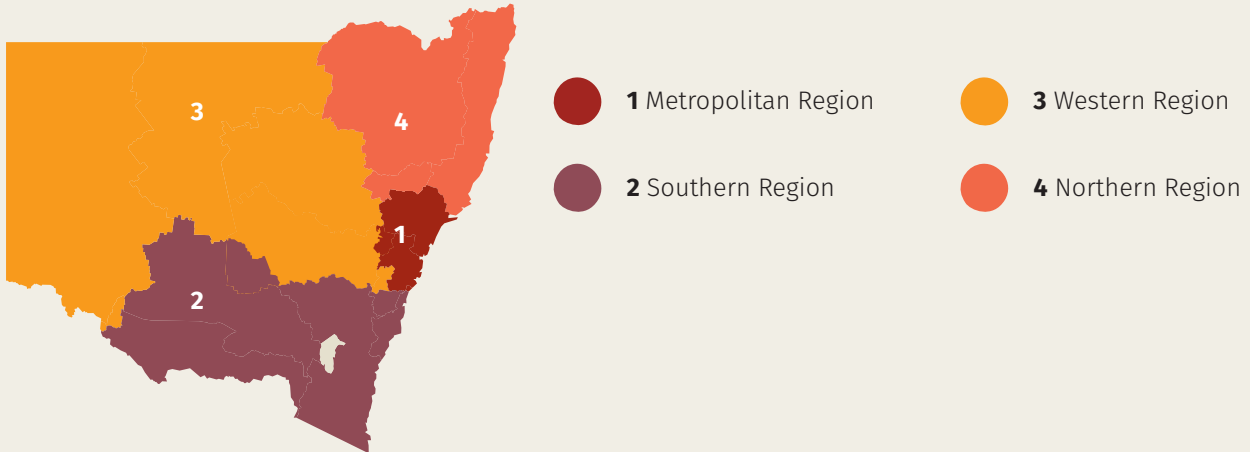 3
4
1
2
1 Metropolitan Region
2 Southern Region
3 Western Region
4 Northern Region